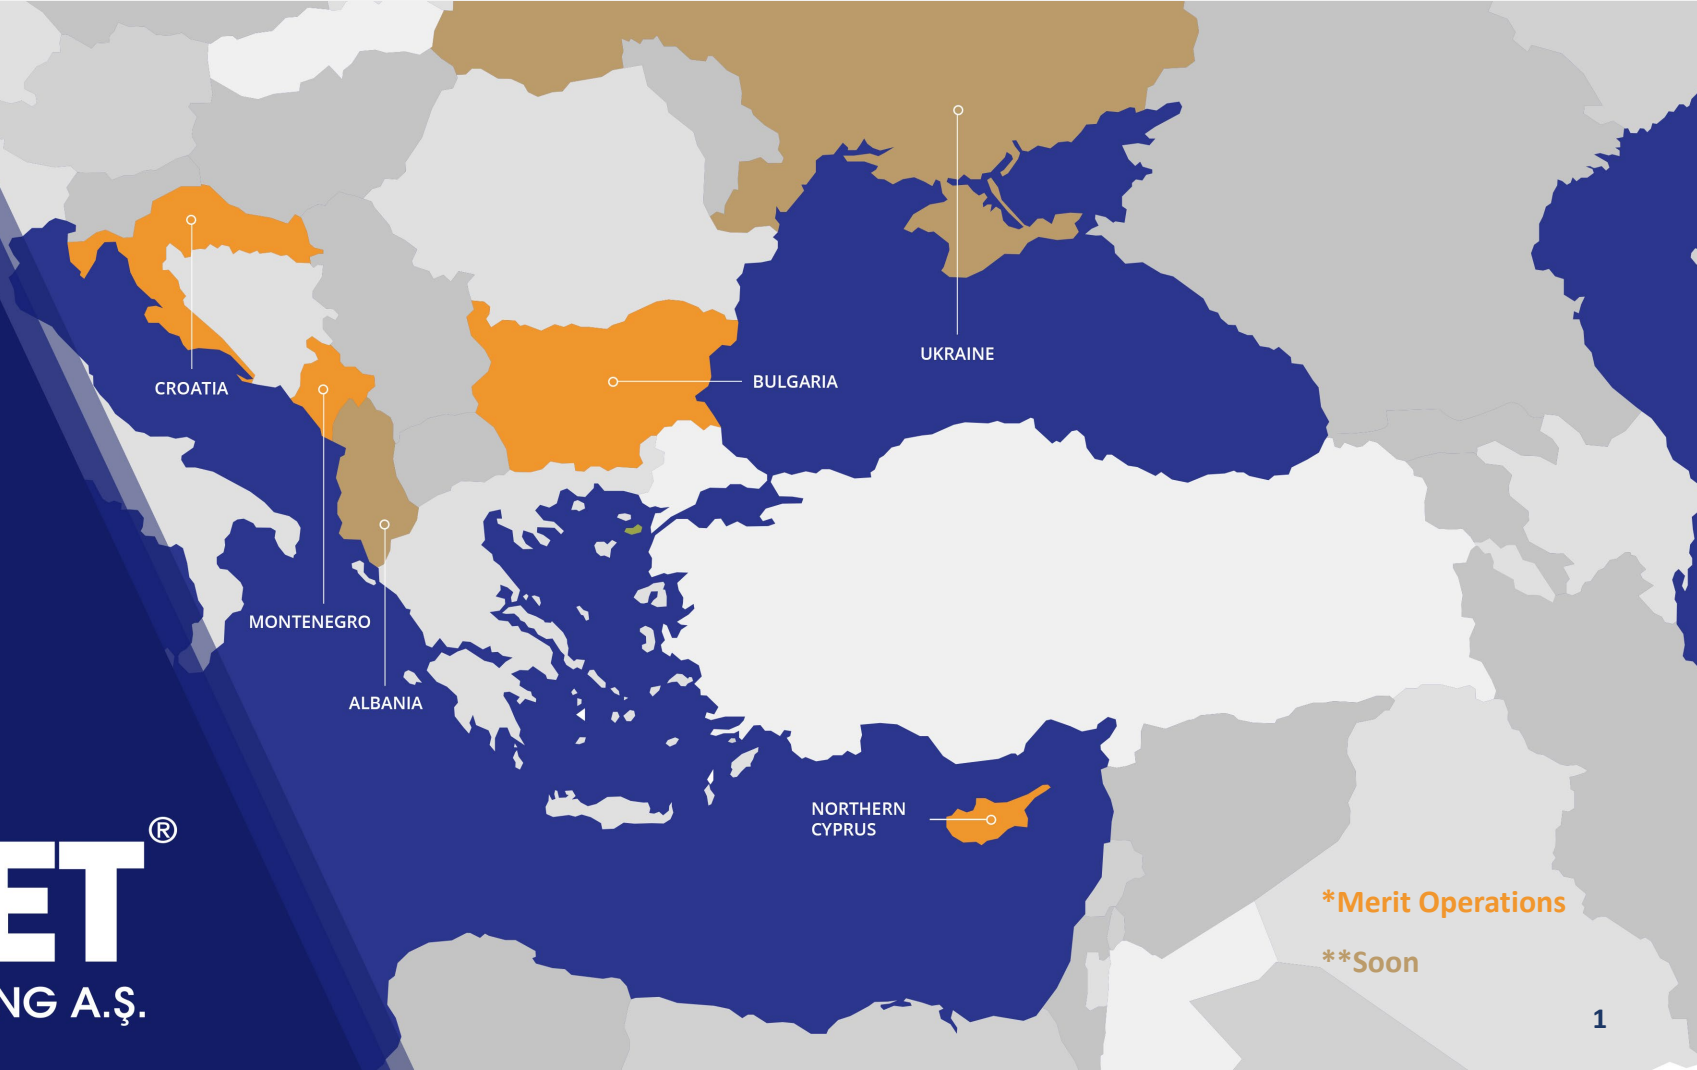 UKRAINE
CROATIA
BULGARIA
MONTENEGRO
ALBANIA
NORTHERN
CYPRUS
ET®
NG A.Ş.
*Merit Operations
**Soon
1